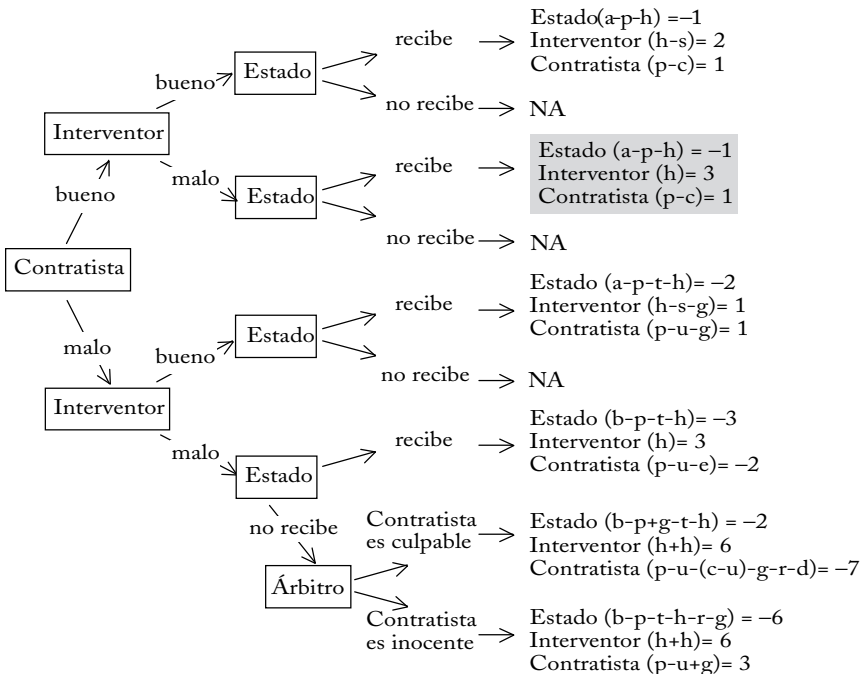 recibe
Estado(a-p-h) =–1
Interventor (h-s)= 2
Contratista (p-c)= 1
bueno
Estado
no recibe
NA
Interventor
bueno
malo
Estado
recibe
Estado (a-p-h) = –1
Interventor (h)= 3
Contratista (p-c)= 1
no recibe
NA
Contratista
malo
bueno
Estado
recibe
Estado (a-p-t-h)= –2
Interventor (h-s-g)= 1
Contratista (p-u-g)= 1
no recibe
NA
Interventor
malo
Estado
recibe
Estado (b-p-t-h)= –3
Interventor (h)= 3
Contratista (p-u-e)= –2
no recibe
Árbitro
Contratista
es culpable
Estado (b-p+g-t-h) = –2
Interventor (h+h)= 6
Contratista (p-u-(c-u)-g-r-d)= –7
Contratista
es inocente
Estado (b-p-t-h-r-g) = –6
Interventor (h+h)= 6
Contratista (p-u+g)= 3